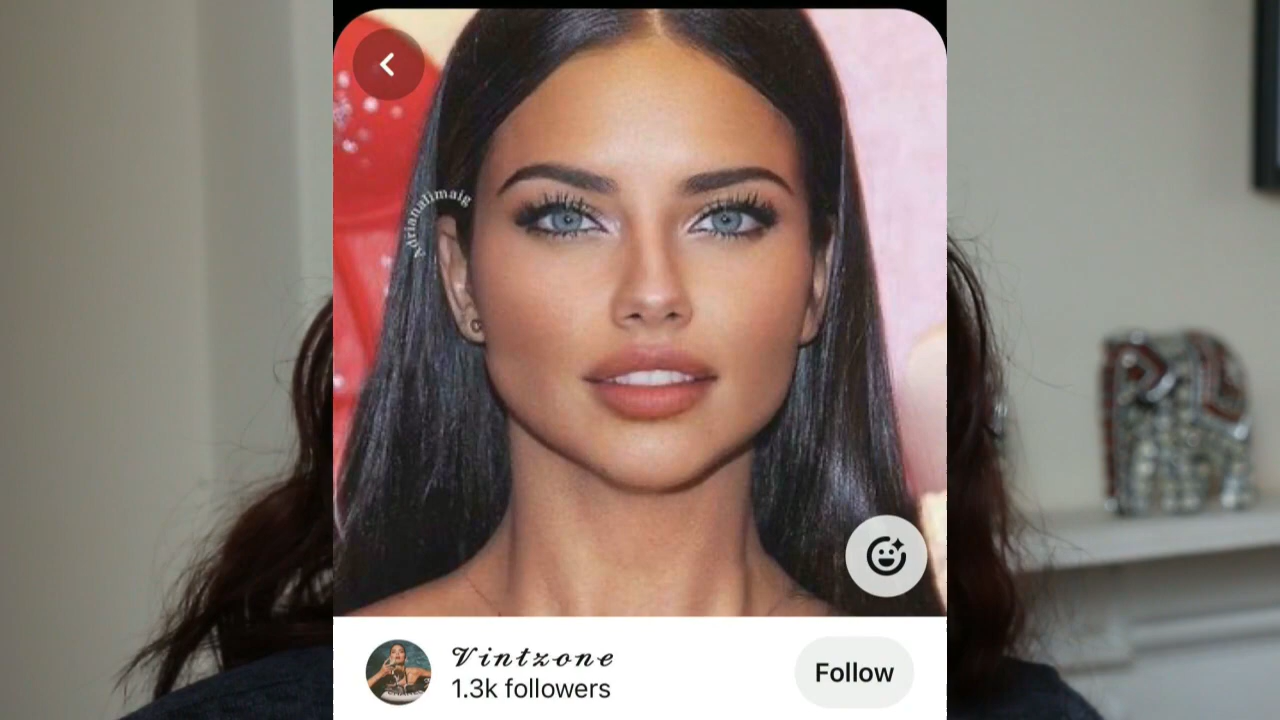 Adrianalimaig
𝒱𝒾𝓃𝓉𝓏ℴ𝓃ℯ
1.3k followers
Follow